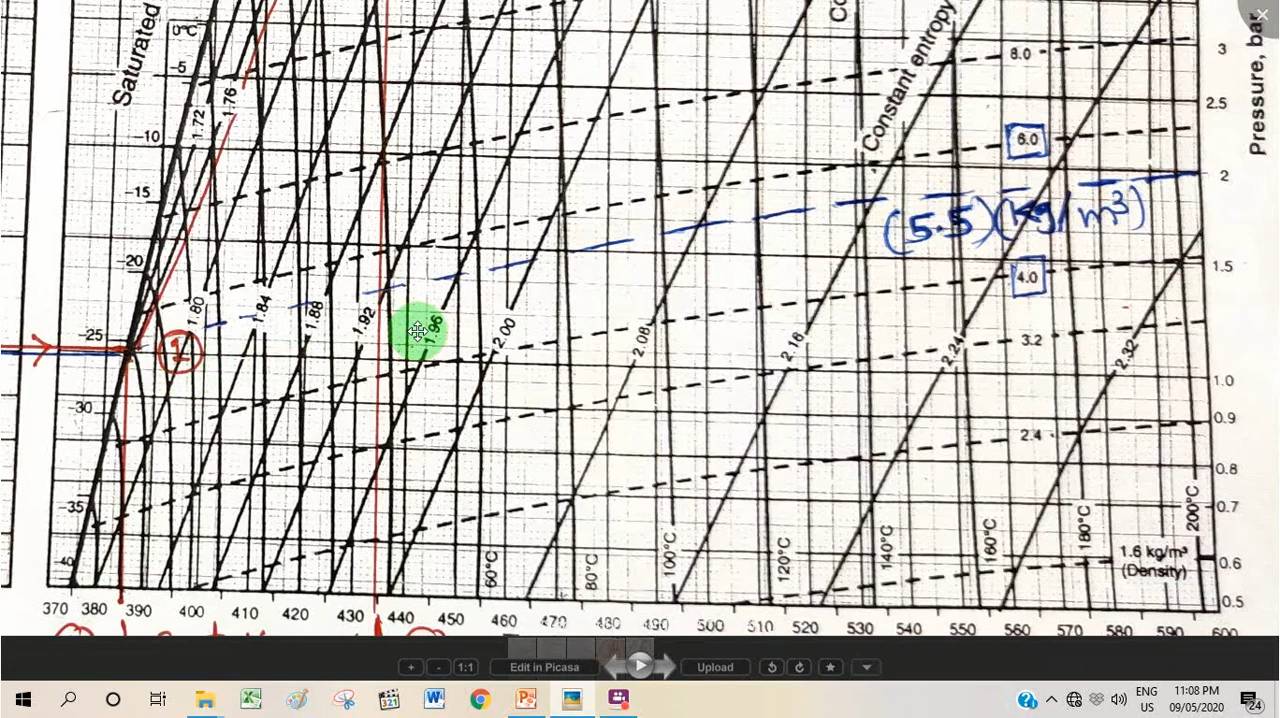 Saturated
0°C
-5
-10
-15
-20
-25
-30
-35
-40
1.72
1.76
1.80
1.84
1.88
1.92
1.96
2.00
2.08
2.16
2.24
2.32
Constant entropy
8.0
6.0
(5.5)(kg/m³)
4.0
3.2
2.4
1.6 kg/m³
(Density)
3
2.5
2
1.5
1.0
0.9
0.8
0.7
0.6
0.5
Pressure, bar
1
60°C
80°C
100°C
120°C
140°C
160°C
180°C
200°C
370 380 390 400 410 420 430 440 450 460 470 480 490 500 510 520 530 540 550 560 570 580 590 600
+ - 1:1 Edit in Picasa Upload
321
ENG
US
11:08 PM
09/05/2020
24